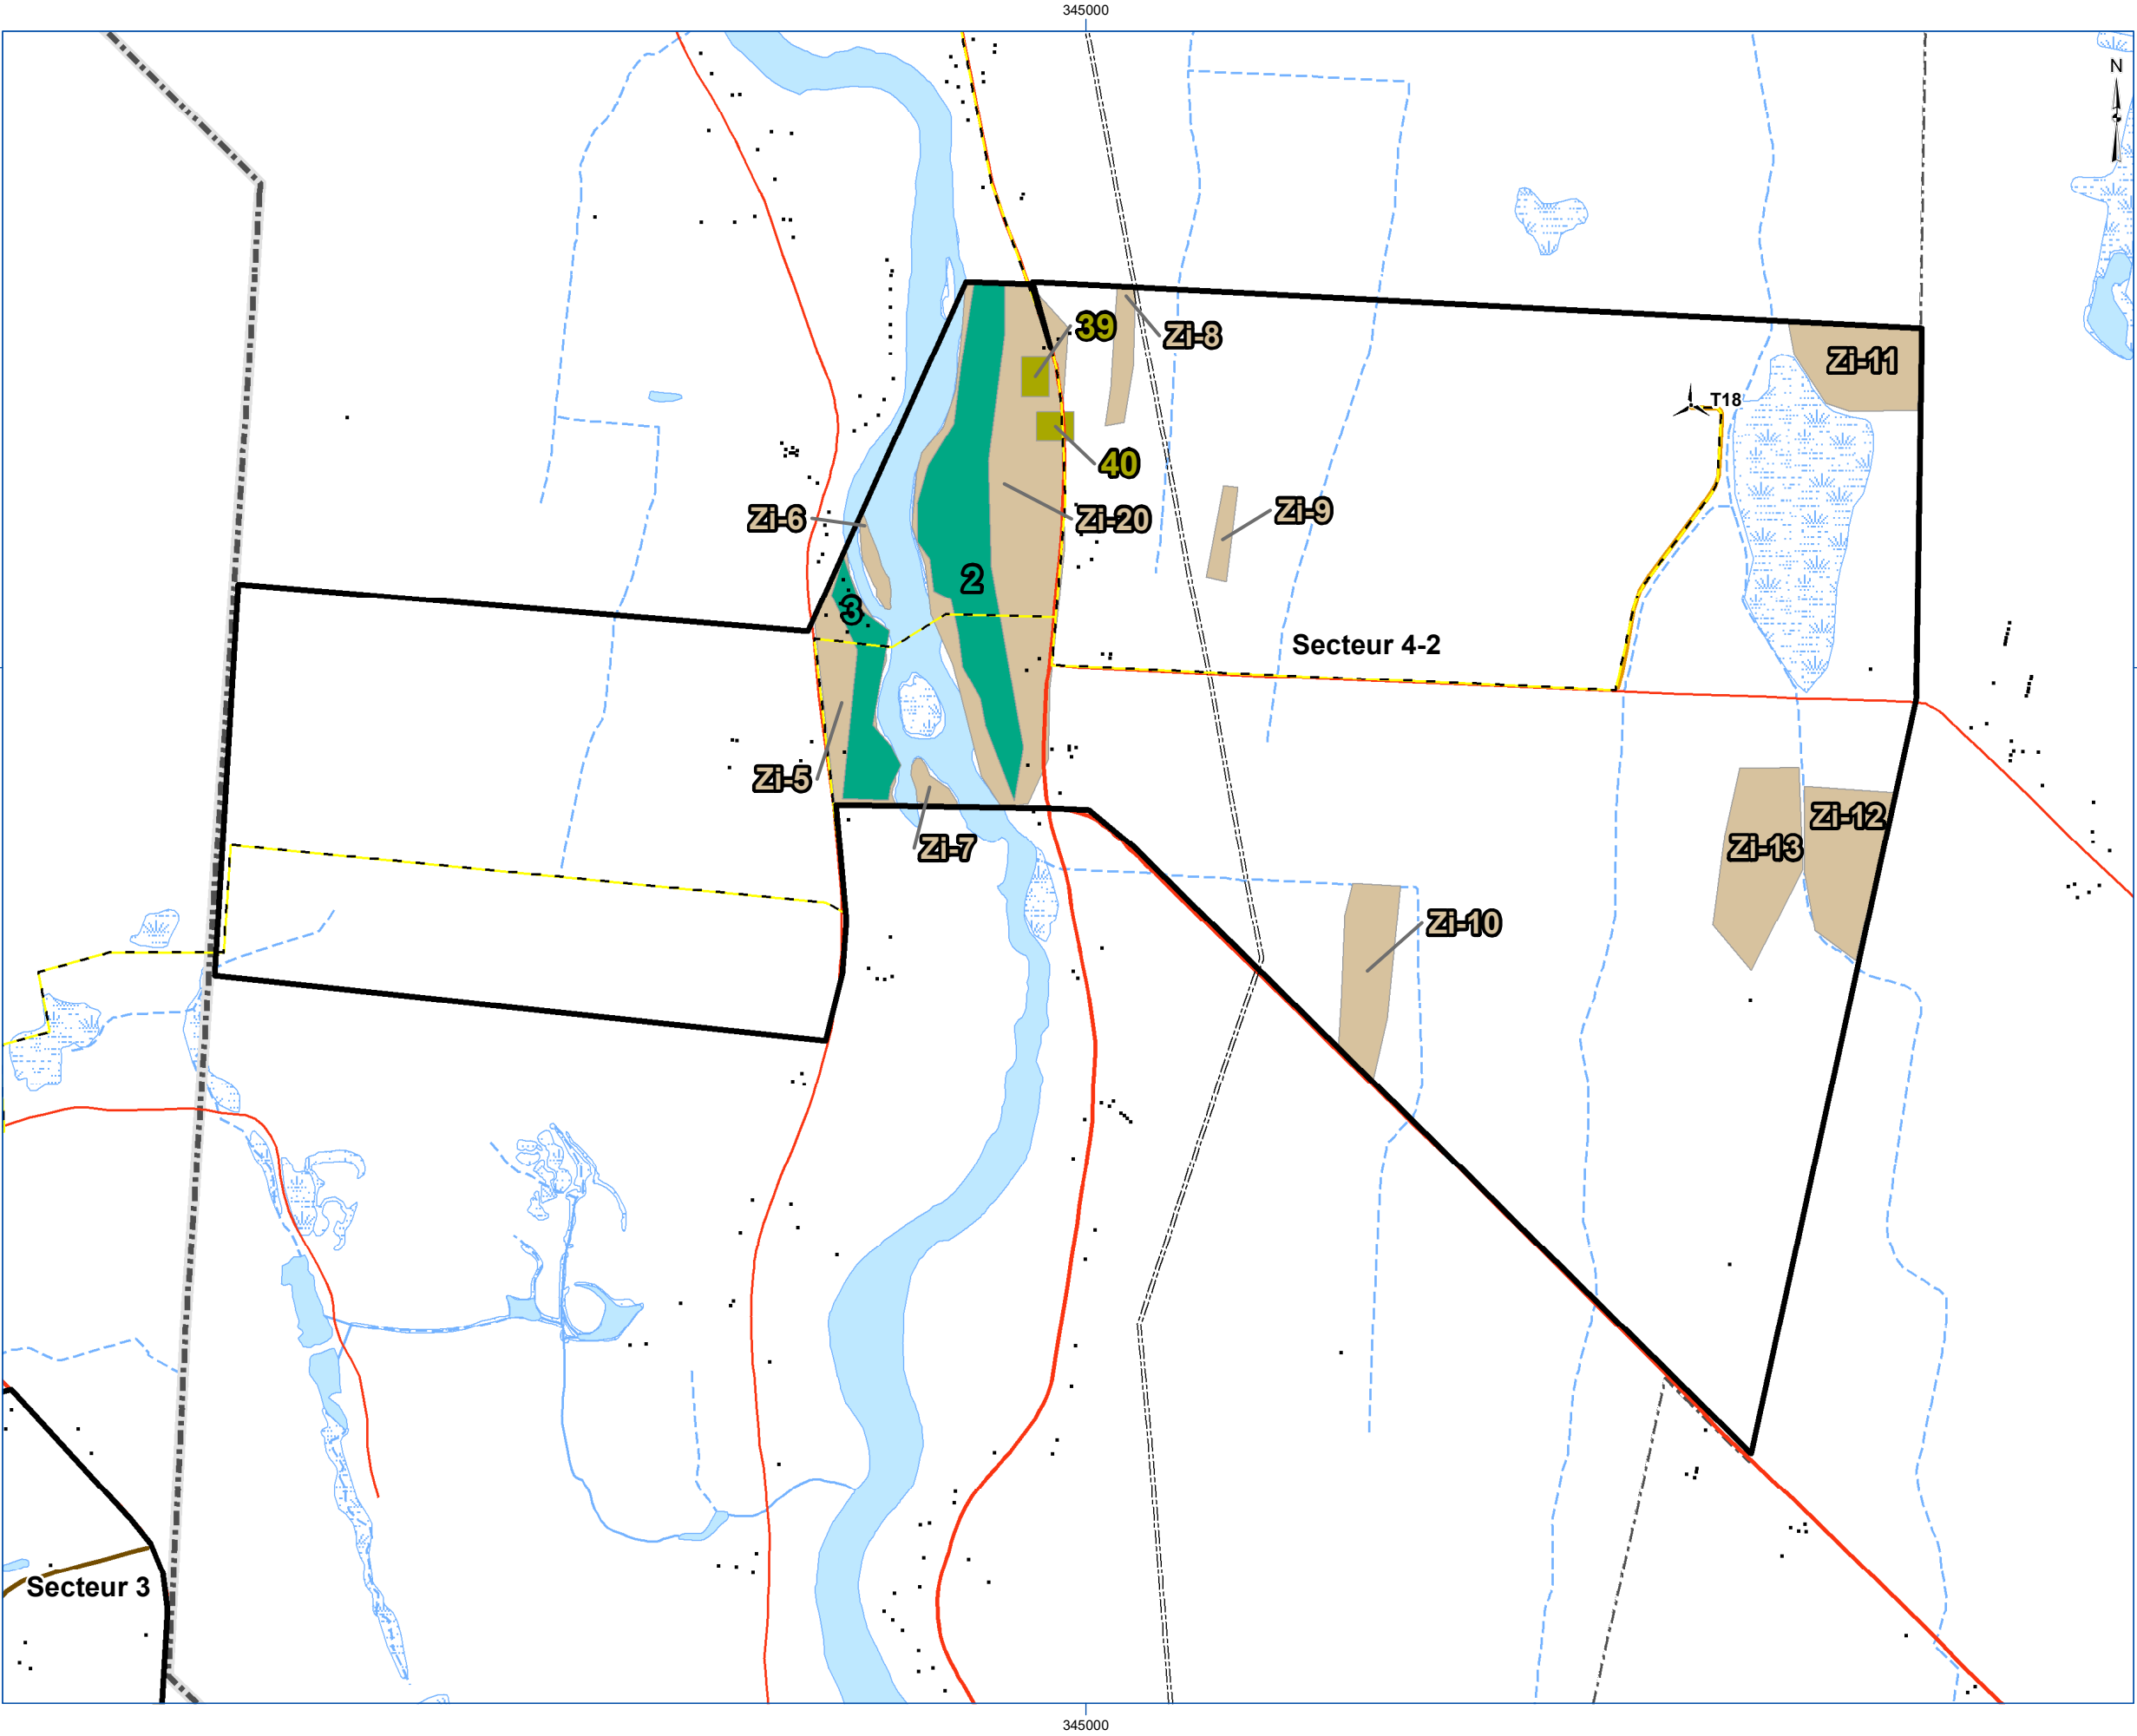 345000
N
39
Zi-8
Zi-11
T18
40
Zi-6
Zi-20
Zi-9
2
3
Secteur 4-2
Zi-5
Zi-12
Zi-7
Zi-13
Zi-10
Secteur 3
345000